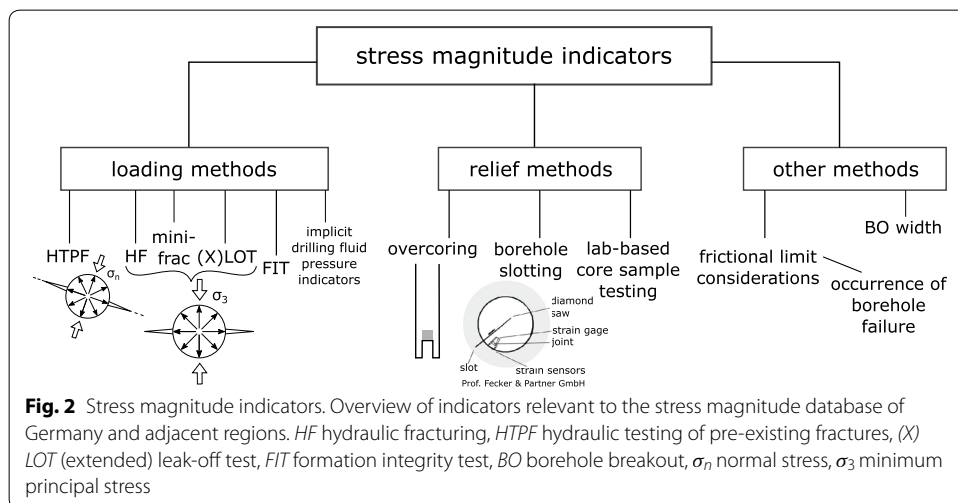 stress magnitude indicators
loading methods
relief methods
other methods
HTPF
HF
mini-
frac
(X)LOT
FIT
implicit
drilling fluid
pressure
indicators
σn
σ3
overcoring
borehole
slotting
lab-based
core sample
testing
diamond
saw
strain gage
joint
slot
strain sensors
Prof. Fecker & Partner GmbH
BO width
frictional limit
considerations
occurrence of
borehole
failure
Fig. 2 Stress magnitude indicators. Overview of indicators relevant to the stress magnitude database of
Germany and adjacent regions. HF hydraulic fracturing, HTPF hydraulic testing of pre-existing fractures, (X)
LOT (extended) leak-off test, FIT formation integrity test, BO borehole breakout, σn normal stress, σ3 minimum
principal stress